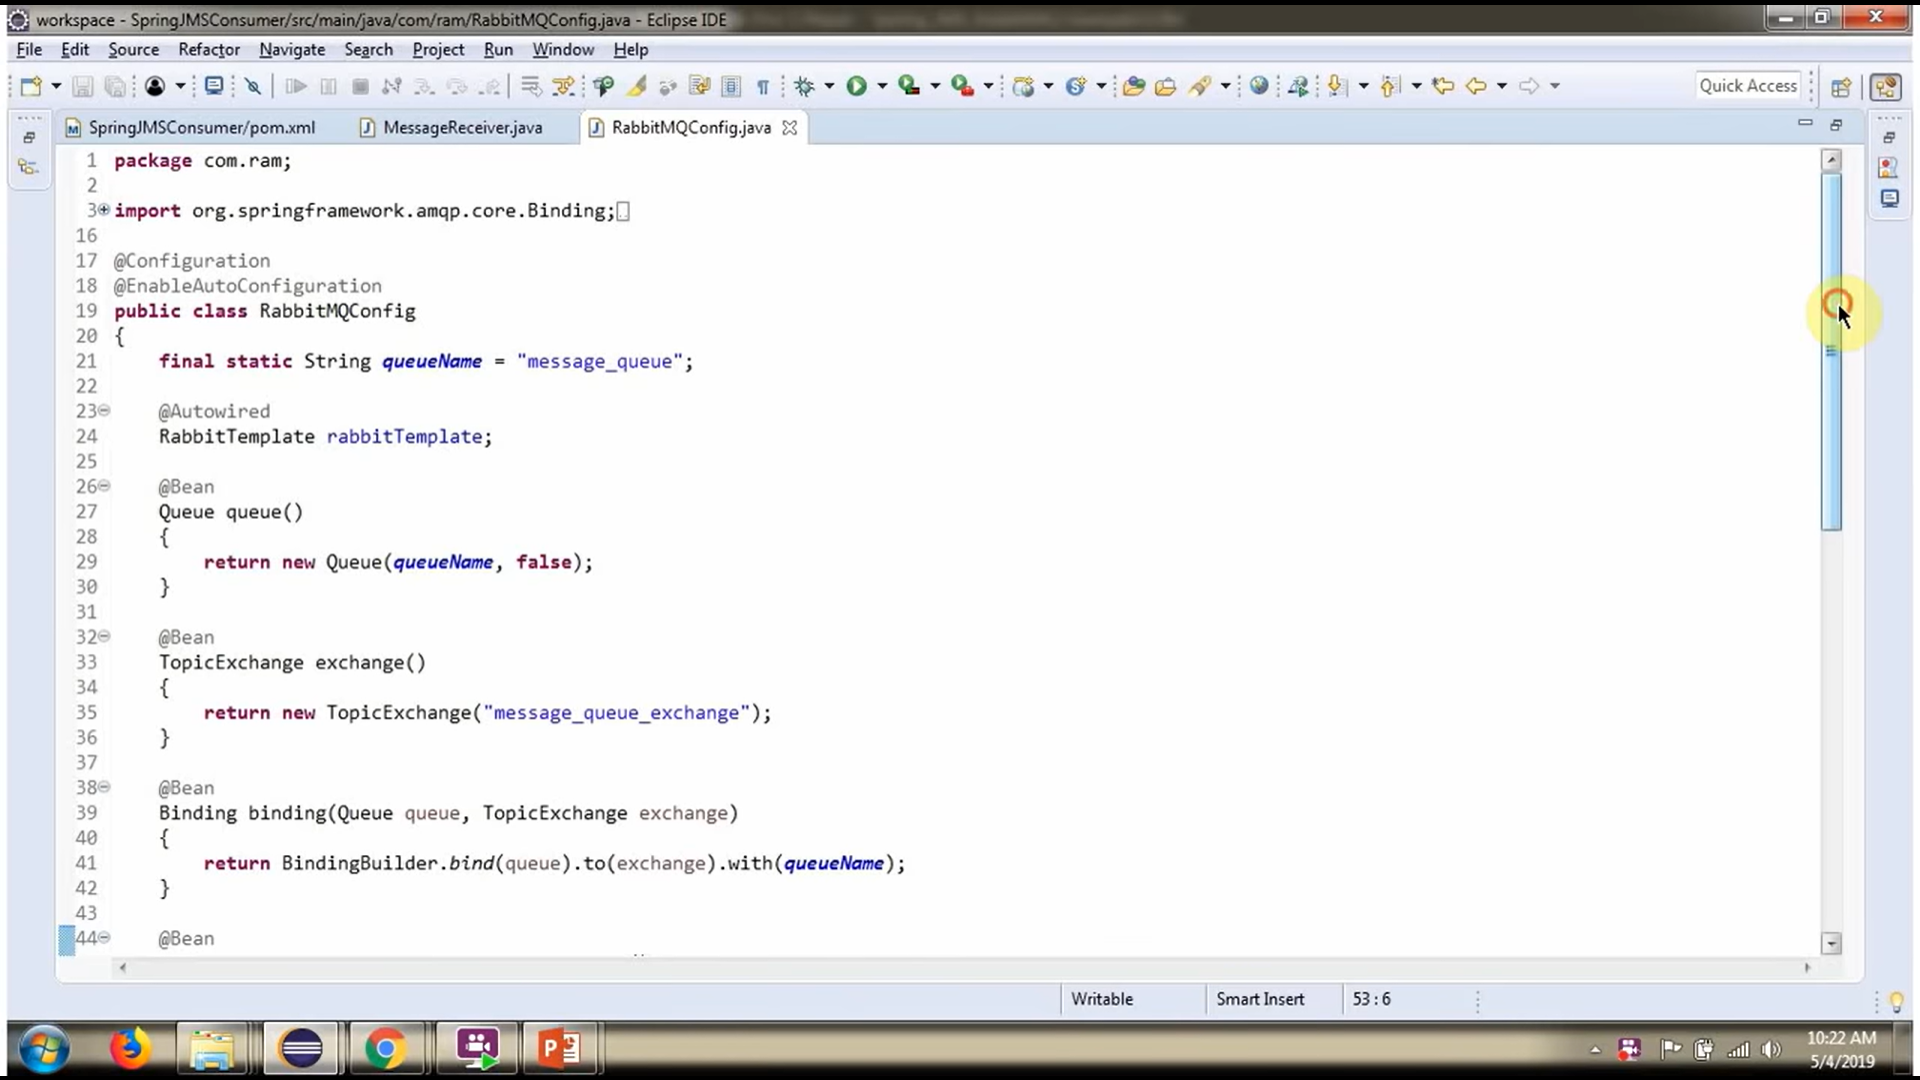 workspace - SpringJMSConsumer/src/main/java/com/ram/RabbitMQConfig.java - Eclipse IDE
File Edit Source Refactor Navigate Search Project Run Window Help
Quick Access
SpringJMSConsumer/pom.xml MessageReceiver.java RabbitMQConfig.java
1 package com.ram;
2
3 import org.springframework.amqp.core.Binding;
16
17 @Configuration
18 @EnableAutoConfiguration
19 public class RabbitMQConfig
20 {
21 final static String queueName = "message_queue";
22
23 @Autowired
24 RabbitTemplate rabbitTemplate;
25
26 @Bean
27 Queue queue()
28 {
29 return new Queue(queueName, false);
30 }
31
32 @Bean
33 TopicExchange exchange()
34 {
35 return new TopicExchange("message_queue_exchange");
36 }
37
38 @Bean
39 Binding binding(Queue queue, TopicExchange exchange)
40 {
41 return BindingBuilder.bind(queue).to(exchange).with(queueName);
42 }
43
44 @Bean
Writable Smart Insert 53 : 6
10:22 AM
5/4/2019